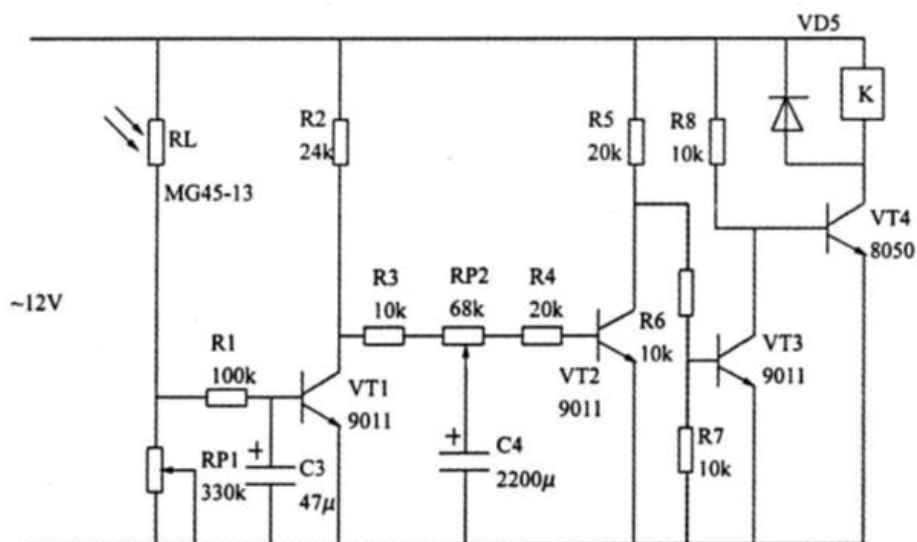 VD5
K
RL
R2
24k
R5
20k
R8
10k
MG45-13
VT4
8050
~12V
R3
10k
RP2
68k
R4
20k
R6
10k
R1
100k
VT1
9011
VT2
9011
VT3
9011
RP1
330k
+
C3
47μ
+
C4
2200μ
R7
10k